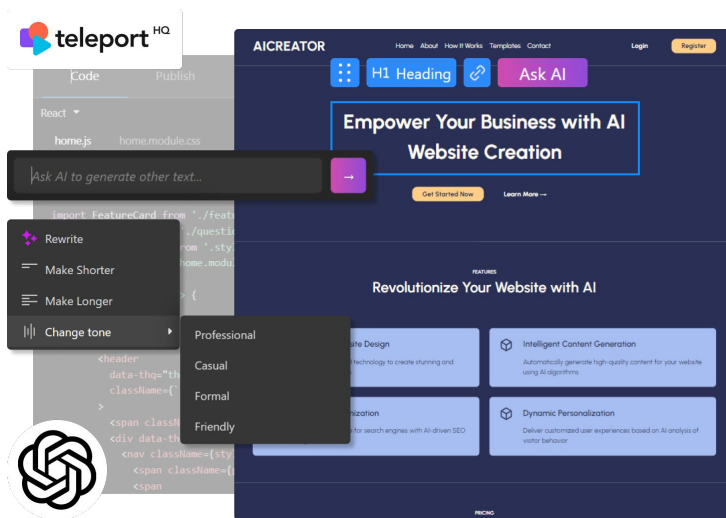 teleport HQ
Code Publish
React
home.js home.module.css
Ask AI to generate other text...
→
import FeatureCard from './feat
'./questic
rom '.sty
home.modu
> {
Rewrite
Make Shorter
Make Longer
Change tone
Professional
Casual
Formal
Friendly
<header
data-thq="th
className={`
>
<span classN
<div data-th
<nav className={sty
<span className={
<span
AICREATOR
Home About How It Works Templates Contact
Login
Register
H1 Heading
Ask AI
Empower Your Business with AI
Website Creation
Get Started Now
Learn More →
FEATURES
Revolutionize Your Website with AI
site Design
technology to create stunning and
Intelligent Content Generation
Automatically generate high-quality content for your website
using AI algorithms
mization
for search engines with AI-driven SEO
Dynamic Personalization
Deliver customized user experiences based on AI analysis of
visitor behavior
PRICING